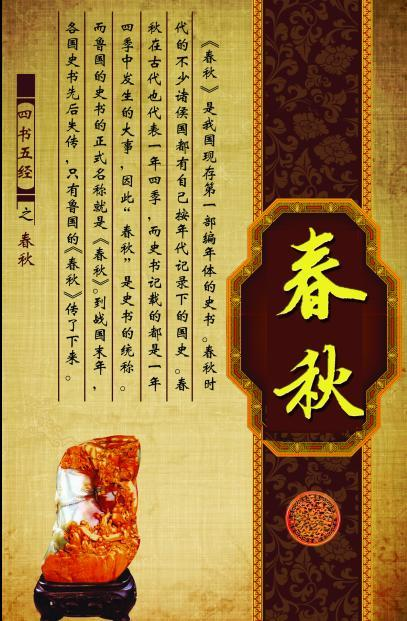 春秋
《春秋》是我国现存第一部编年体的史书。春秋时
代的不少诸侯国都有自己按年代记录下的国史。春
秋在古代也代表一年四季，而史书记载的都是一年
四季中发生的大事，因此“春秋”是史书的统称。
而鲁国的史书的正式名称就是《春秋》。到战国末年，
各国史书先后失传，只有鲁国的《春秋》传了下来。
四书五经 之 春秋